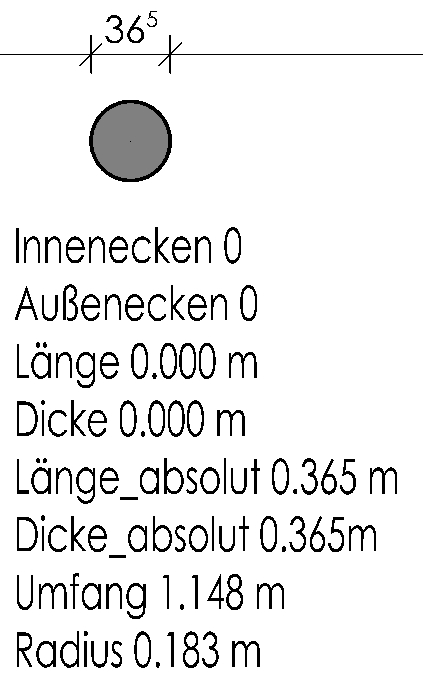 36⁵
Innenecken 0
Außenecken 0
Länge 0.000 m
Dicke 0.000 m
Länge_absolut 0.365 m
Dicke_absolut 0.365m
Umfang 1.148 m
Radius 0.183 m